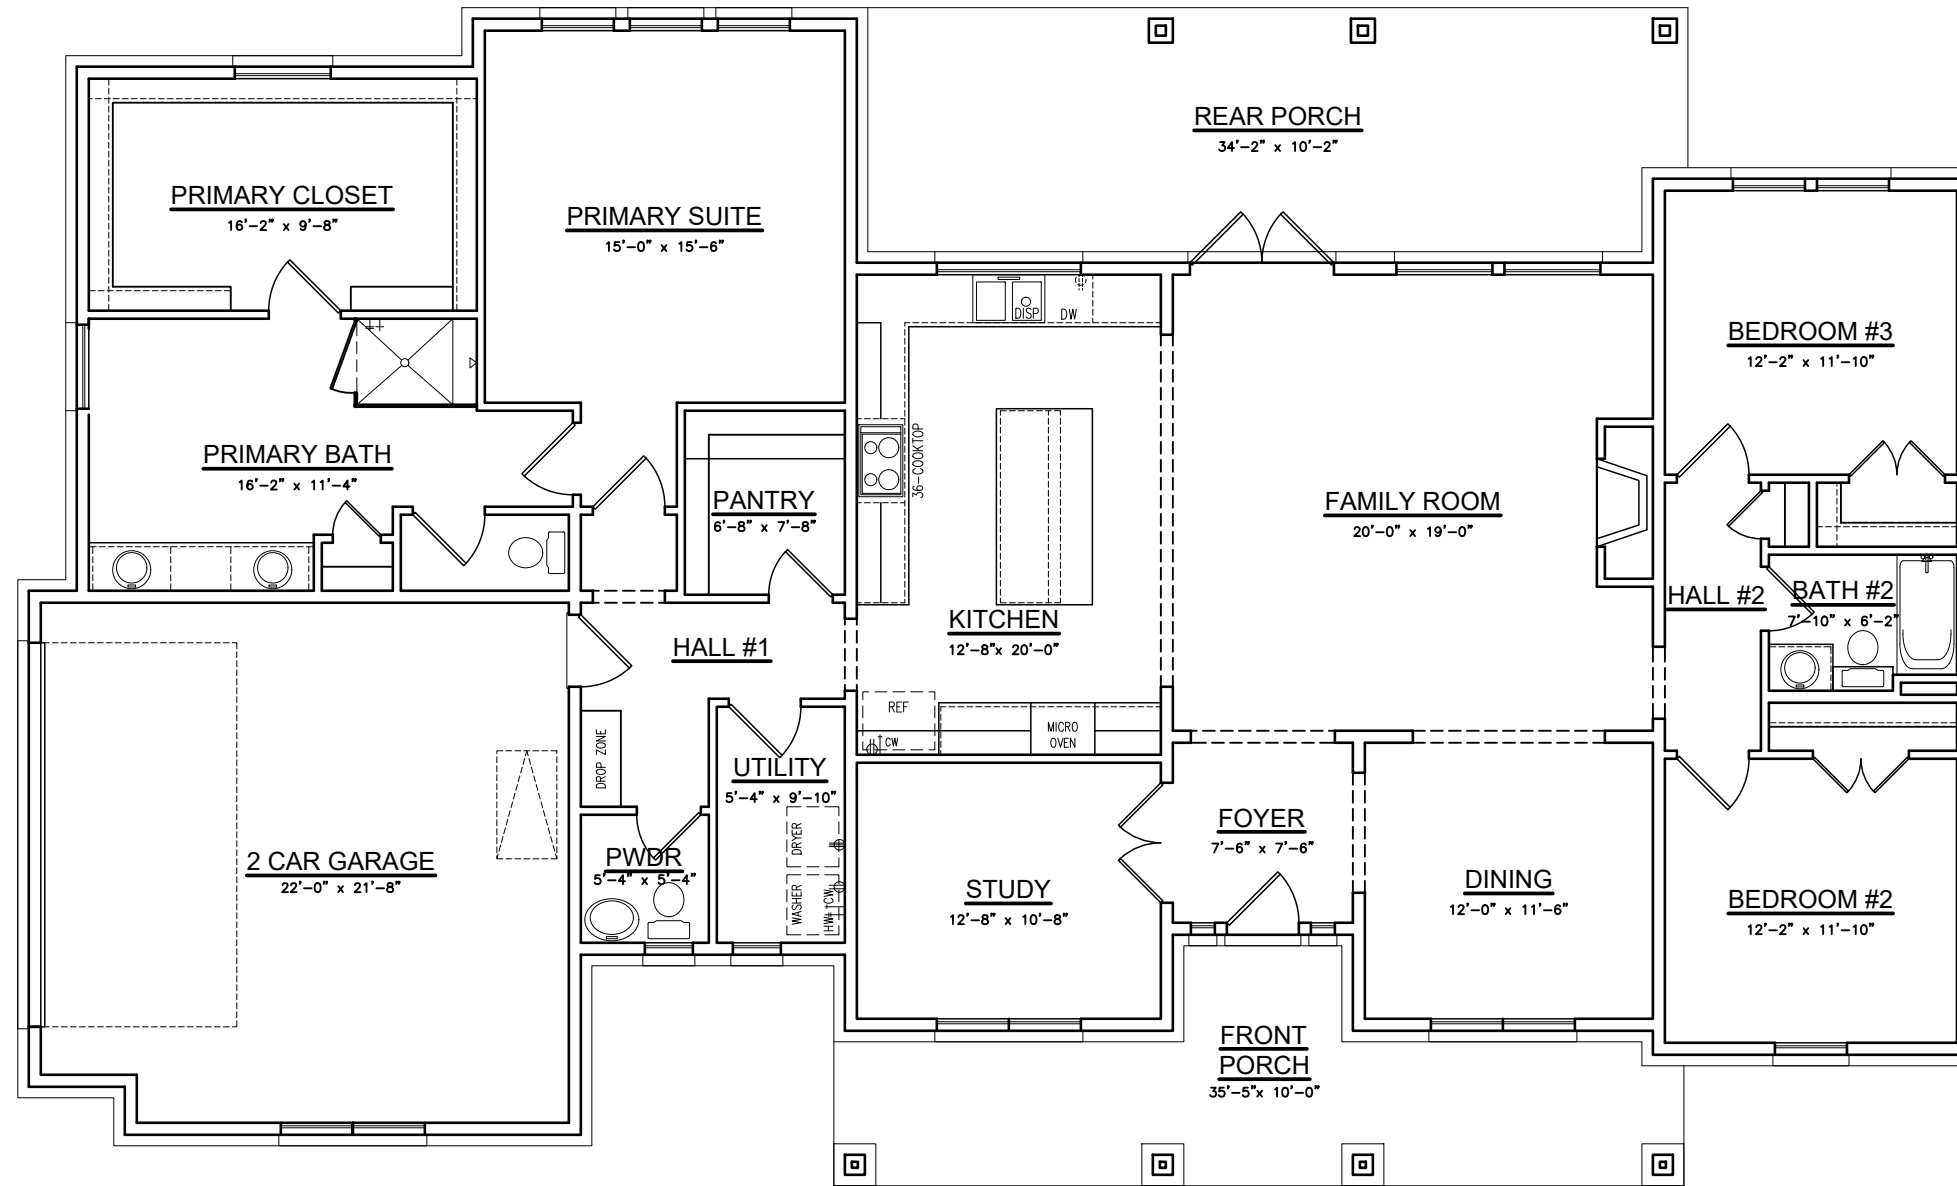 REAR PORCH
34'-2" x 10'-2"
PRIMARY CLOSET
16'-2" x 9'-8"
PRIMARY SUITE
15'-0" x 15'-6"
DISP
DW
BEDROOM #3
12'-2" x 11'-10"
PRIMARY BATH
16'-2" x 11'-4"
36-COOKTOP
PANTRY
6'-8" x 7'-8"
FAMILY ROOM
20'-0" x 19'-0"
HALL #2
BATH #2
7'-10" x 6'-2"
KITCHEN
12'-8"x 20'-0"
HALL #1
REF
CW
MICRO
OVEN
DROP ZONE
UTILITY
5'-4" x 9'-10"
DRYER
WASHER
HW
CW
FOYER
7'-6" x 7'-6"
2 CAR GARAGE
22'-0" x 21'-8"
PWDR
5'-4" x 5'-4"
STUDY
12'-8" x 10'-8"
DINING
12'-0" x 11'-6"
BEDROOM #2
12'-2" x 11'-10"
FRONT
PORCH
35'-5"x 10'-0"